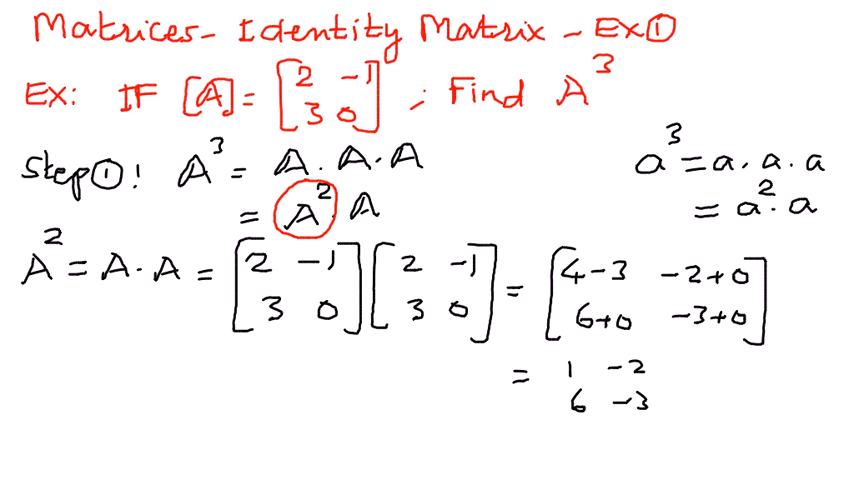 Matrices - Identity Matrix - Ex①
Ex: IF [A] = [2 -1
3 0] ; Find A³
Step①: A³ = A . A . A
= A² . A
a³ = a . a . a
= a² . a
A² = A . A = [2 -1
3 0] [2 -1
3 0] = [4-3 -2+0
6+0 -3+0]
= 1 -2
6 -3